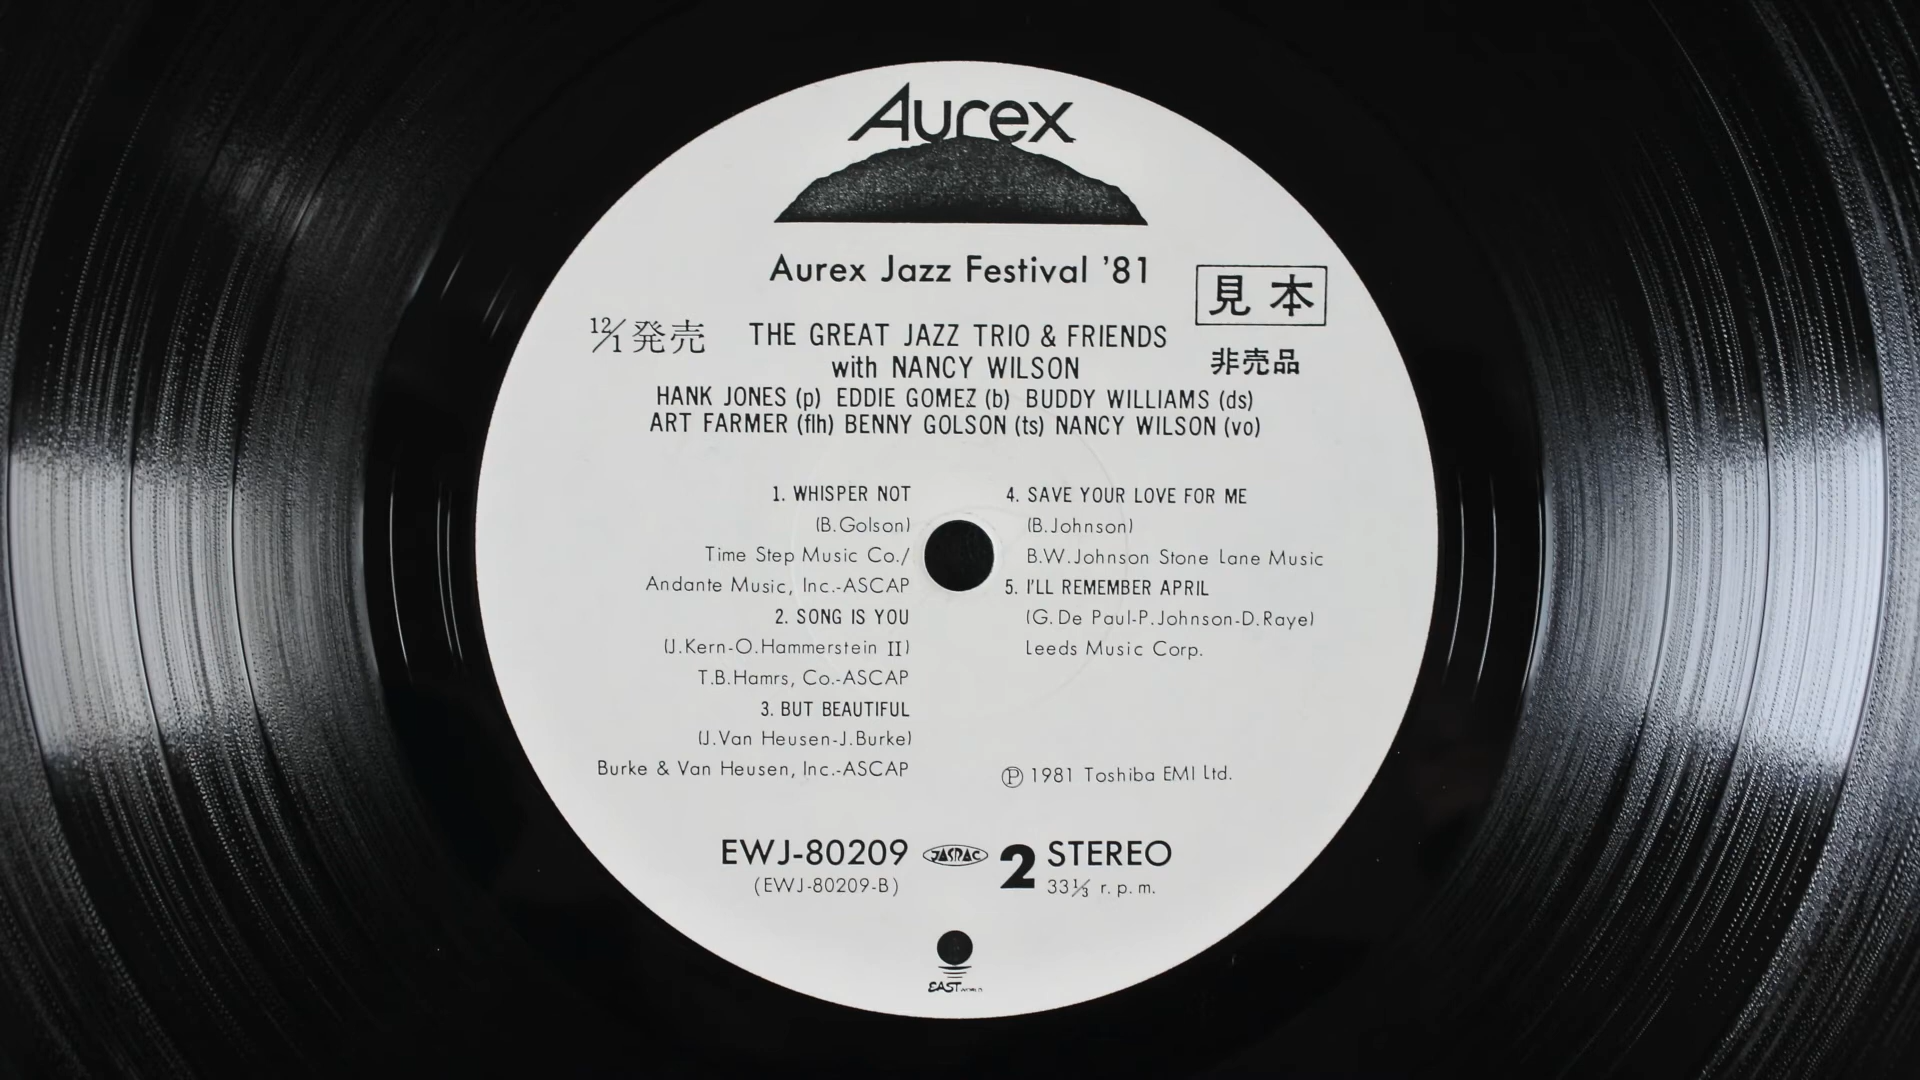 Aurex
Aurex Jazz Festival '81
見本
12/1発売
THE GREAT JAZZ TRIO & FRIENDS
非売品
with NANCY WILSON
HANK JONES (p) EDDIE GOMEZ (b) BUDDY WILLIAMS (ds)
ART FARMER (flh) BENNY GOLSON (ts) NANCY WILSON (vo)
1. WHISPER NOT
(B.Golson)
Time Step Music Co./
Andante Music, Inc.-ASCAP
2. SONG IS YOU
(J.Kern-O.Hammerstein II)
T.B.Hamrs, Co.-ASCAP
3. BUT BEAUTIFUL
(J.Van Heusen-J.Burke)
Burke & Van Heusen, Inc.-ASCAP
4. SAVE YOUR LOVE FOR ME
(B.Johnson)
B.W.Johnson Stone Lane Music
5. I'LL REMEMBER APRIL
(G.De Paul-P.Johnson-D.Raye)
Leeds Music Corp.
Ⓟ 1981 Toshiba EMI Ltd.
EWJ-80209 JASRAC 2 STEREO
(EWJ-80209-B) 33⅓ r.p.m.
EAST WORLD